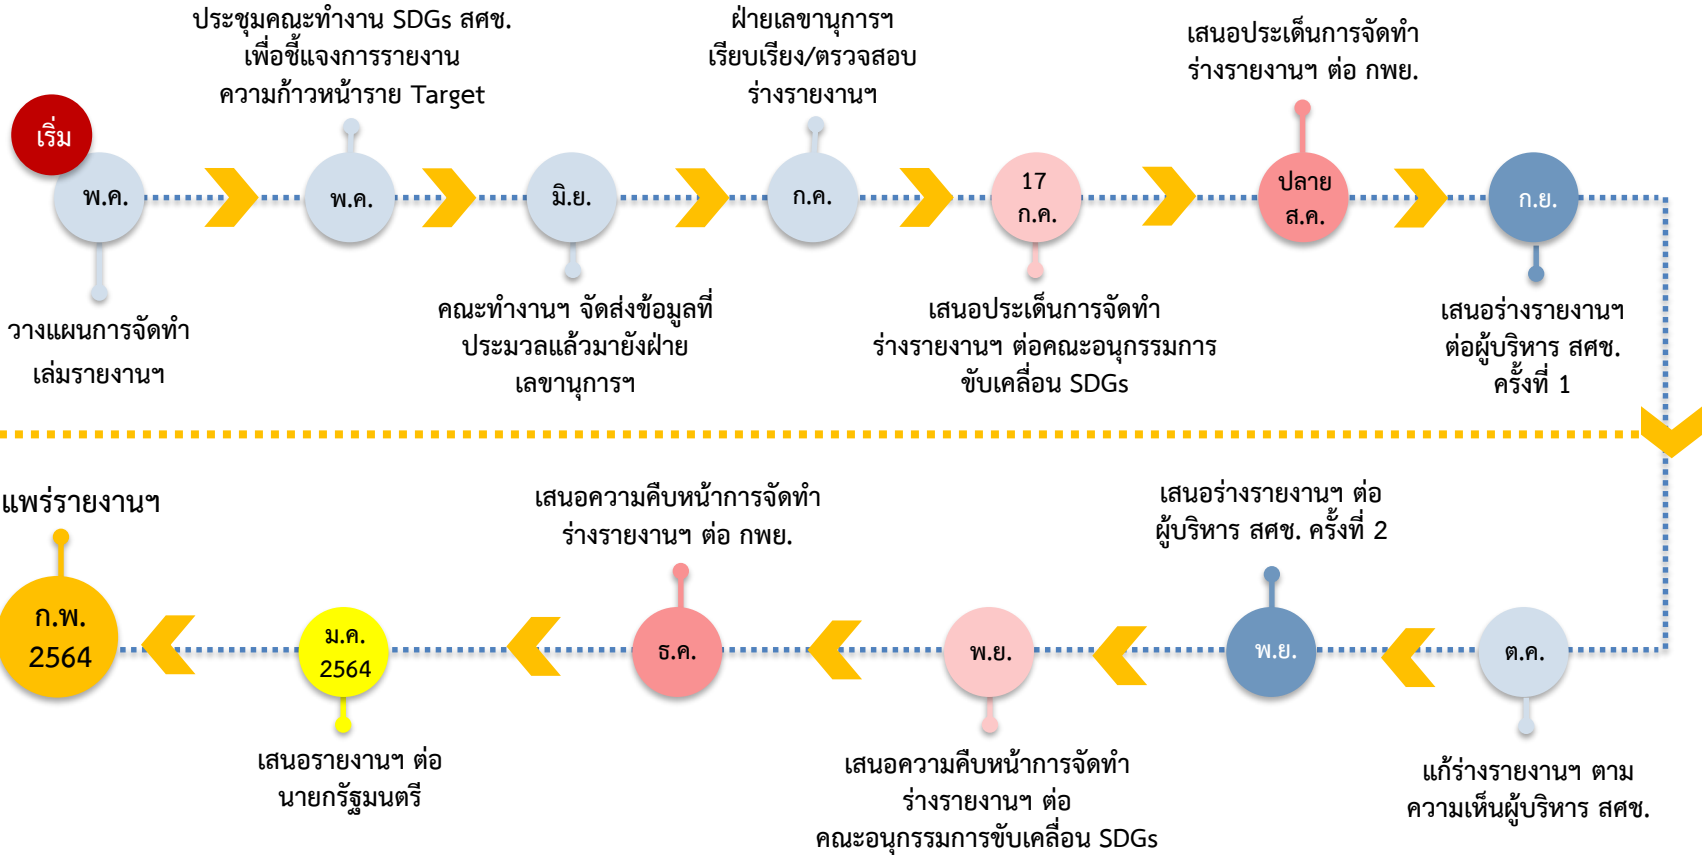 เริ่ม
พ.ค.
วางแผนการจัดทำ
เล่มรายงานฯ
ประชุมคณะทำงาน SDGs สศช.
เพื่อชี้แจงการรายงาน
ความก้าวหน้าราย Target
พ.ค.
มิ.ย.
คณะทำงานฯ จัดส่งข้อมูลที่
ประมวลแล้วมายังฝ่าย
เลขานุการฯ
ฝ่ายเลขานุการฯ
เรียบเรียง/ตรวจสอบ
ร่างรายงานฯ
ก.ค.
17
ก.ค.
เสนอประเด็นการจัดทำ
ร่างรายงานฯ ต่อคณะอนุกรรมการ
ขับเคลื่อน SDGs
เสนอประเด็นการจัดทำ
ร่างรายงานฯ ต่อ กพย.
ปลาย
ส.ค.
ก.ย.
เสนอร่างรายงานฯ
ต่อผู้บริหาร สศช.
ครั้งที่ 1
ต.ค.
แก้ร่างรายงานฯ ตาม
ความเห็นผู้บริหาร สศช.
เสนอร่างรายงานฯ ต่อ
ผู้บริหาร สศช. ครั้งที่ 2
พ.ย.
พ.ย.
เสนอความคืบหน้าการจัดทำ
ร่างรายงานฯ ต่อ
คณะอนุกรรมการขับเคลื่อน SDGs
เสนอความคืบหน้าการจัดทำ
ร่างรายงานฯ ต่อ กพย.
ธ.ค.
ม.ค.
2564
เสนอรายงานฯ ต่อ
นายกรัฐมนตรี
แพร่รายงานฯ
ก.พ.
2564